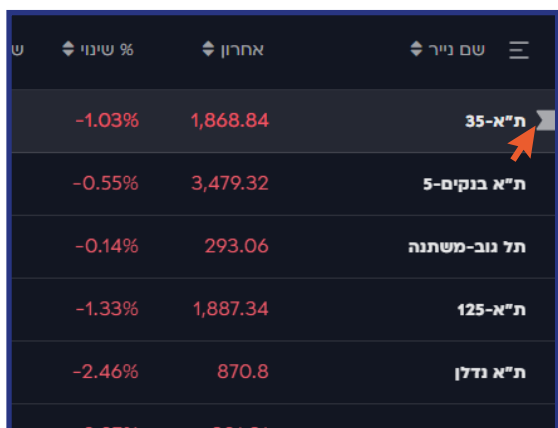 שם נייר אחרון % שינוי ש
ת"א-35 1,868.84 -1.03%
ת"א בנקים-5 3,479.32 -0.55%
תל גוב-משתנה 293.06 -0.14%
ת"א-125 1,887.34 -1.33%
ת"א נדלן 870.8 -2.46%